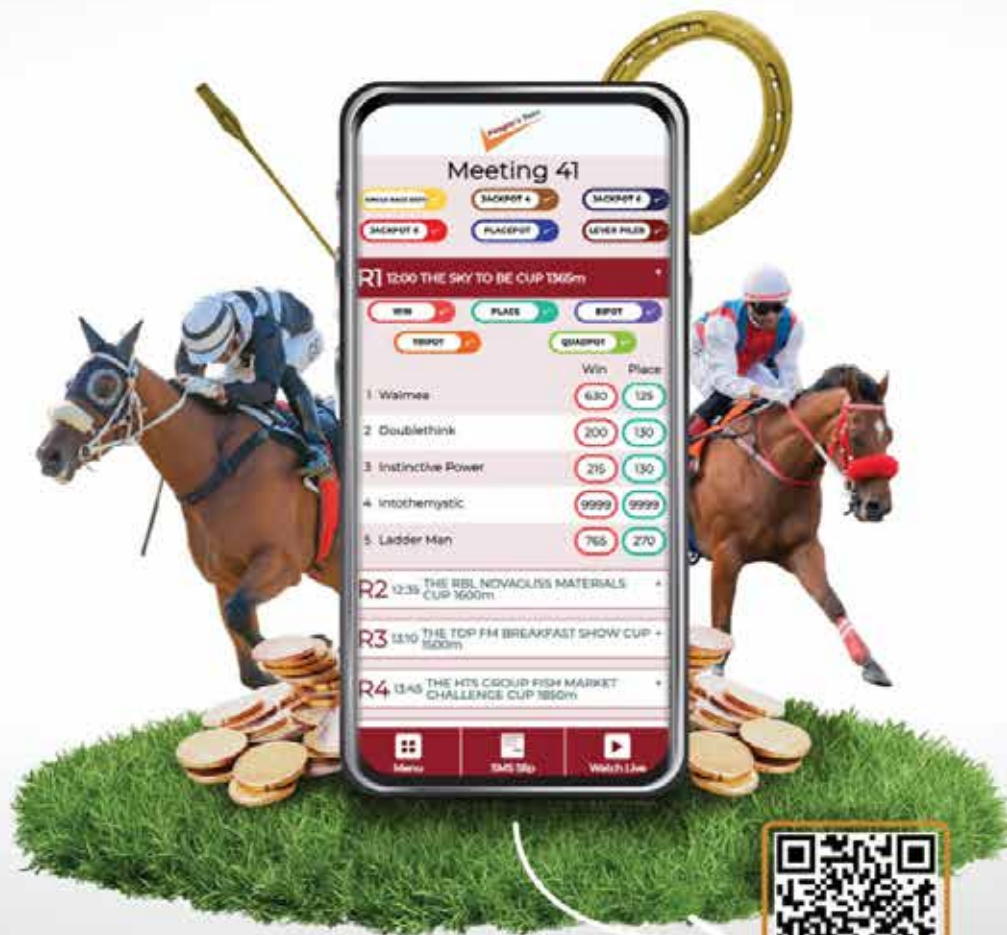 Meeting 41
JACKPOT 4
JACKPOT 6
JACKPOT 6
PLACEPOT
R1 12:00 THE SKY TO BE CUP 1365m
WIN PLACE BIPOT
TRIPOT QUADPOT
Win Place
1 Waimea 630 125
2 Doublethink 200 130
3 Instinctive Power 215 130
4 Intothemystic 9999 9999
5 Ladder Man 765 270
R2 12:35 THE RBL NOVAGLISS MATERIALS
CUP 1600m
R3 13:10 THE TOP FM BREAKFAST SHOW CUP
1500m
R4 13:45 THE HTS GROUP FISH MARKET
CHALLENGE CUP 1850m
Menu SMS Slip Watch Live